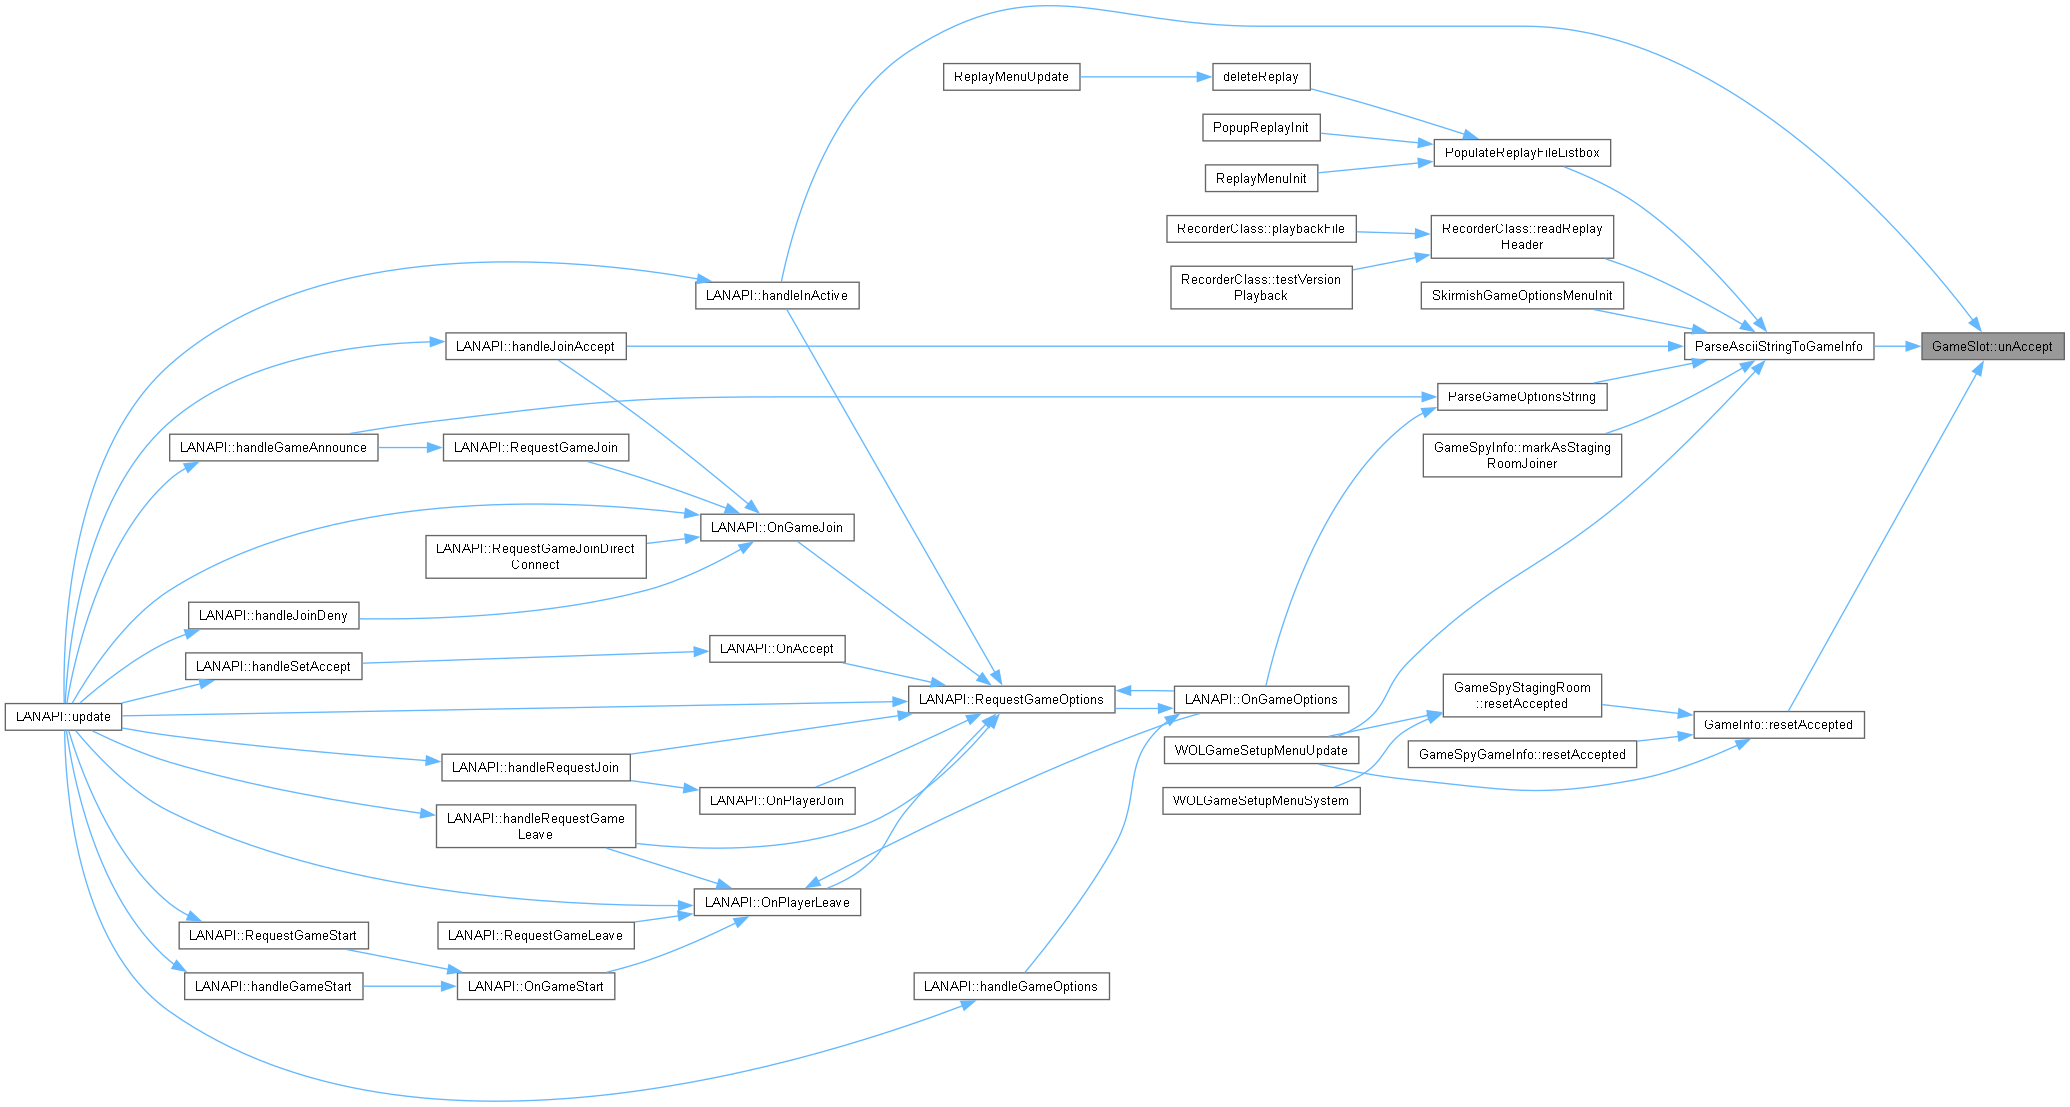 ReplayMenuUpdate
deleteReplay
PopupReplayInit
PopulateReplayFileListbox
ReplayMenuInit
RecorderClass::playbackFile
RecorderClass::readReplay
Header
RecorderClass::testVersion
Playback
LANAPI::handleInActive
SkirmishGameOptionsMenuInit
LANAPI::handleJoinAccept
ParseAsciiStringToGameInfo
GameSlot::unAccept
ParseGameOptionsString
LANAPI::handleGameAnnounce
LANAPI::RequestGameJoin
GameSpyInfo::markAsStaging
RoomJoiner
LANAPI::OnGameJoin
LANAPI::RequestGameJoinDirect
Connect
LANAPI::handleJoinDeny
LANAPI::OnAccept
LANAPI::handleSetAccept
LANAPI::update
LANAPI::RequestGameOptions
LANAPI::OnGameOptions
GameSpyStagingRoom
::resetAccepted
GameInfo::resetAccepted
WOLGameSetupMenuUpdate
GameSpyGameInfo::resetAccepted
LANAPI::handleRequestJoin
LANAPI::OnPlayerJoin
WOLGameSetupMenuSystem
LANAPI::handleRequestGame
Leave
LANAPI::OnPlayerLeave
LANAPI::RequestGameStart
LANAPI::RequestGameLeave
LANAPI::handleGameStart
LANAPI::OnGameStart
LANAPI::handleGameOptions